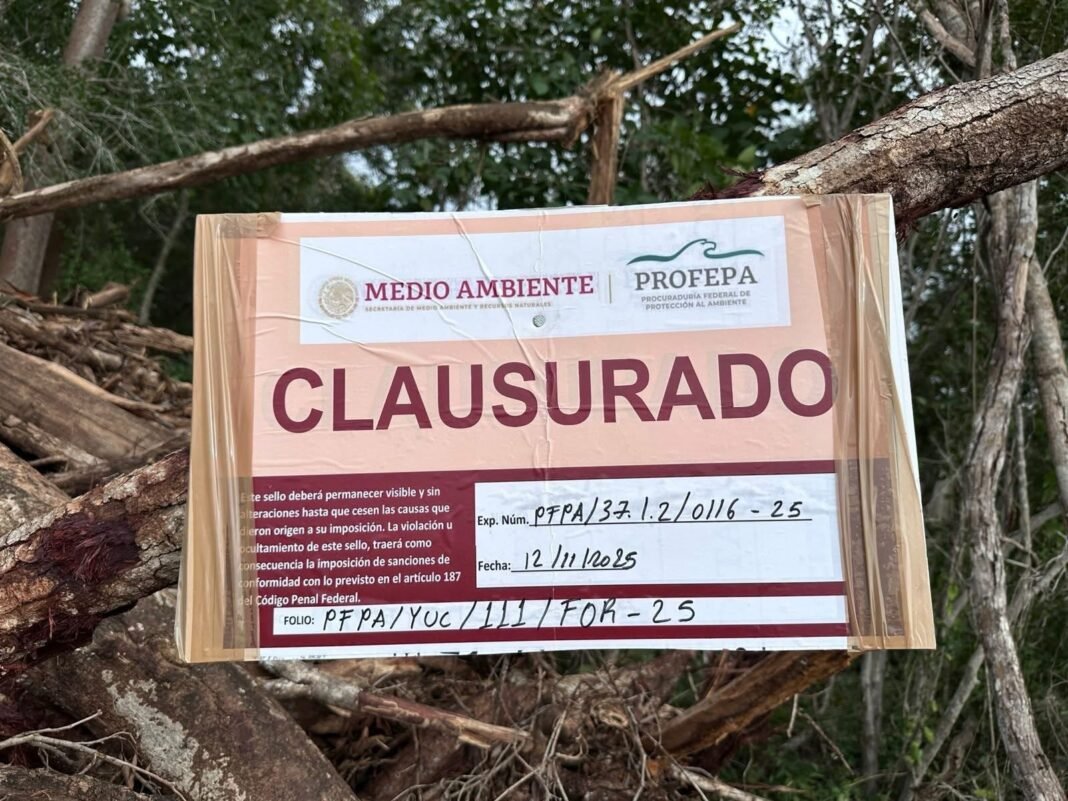 MEDIO AMBIENTE
SECRETARÍA DE MEDIO AMBIENTE Y RECURSOS NATURALES
PROFEPA
PROCURADURÍA FEDERAL DE
PROTECCIÓN AL AMBIENTE
CLAUSURADO
Este sello deberá permanecer visible y sin
alteraciones hasta que cesen las causas que
dieron origen a su imposición. La violación u
ocultamiento de este sello, traerá como
consecuencia la imposición de sanciones de
conformidad con lo previsto en el artículo 187
del Código Penal Federal.
Exp. Núm. PFPA/37.1.2/0116-25
Fecha: 12/11/2025
FOLIO: PFPA/YUC/111/FOR-25